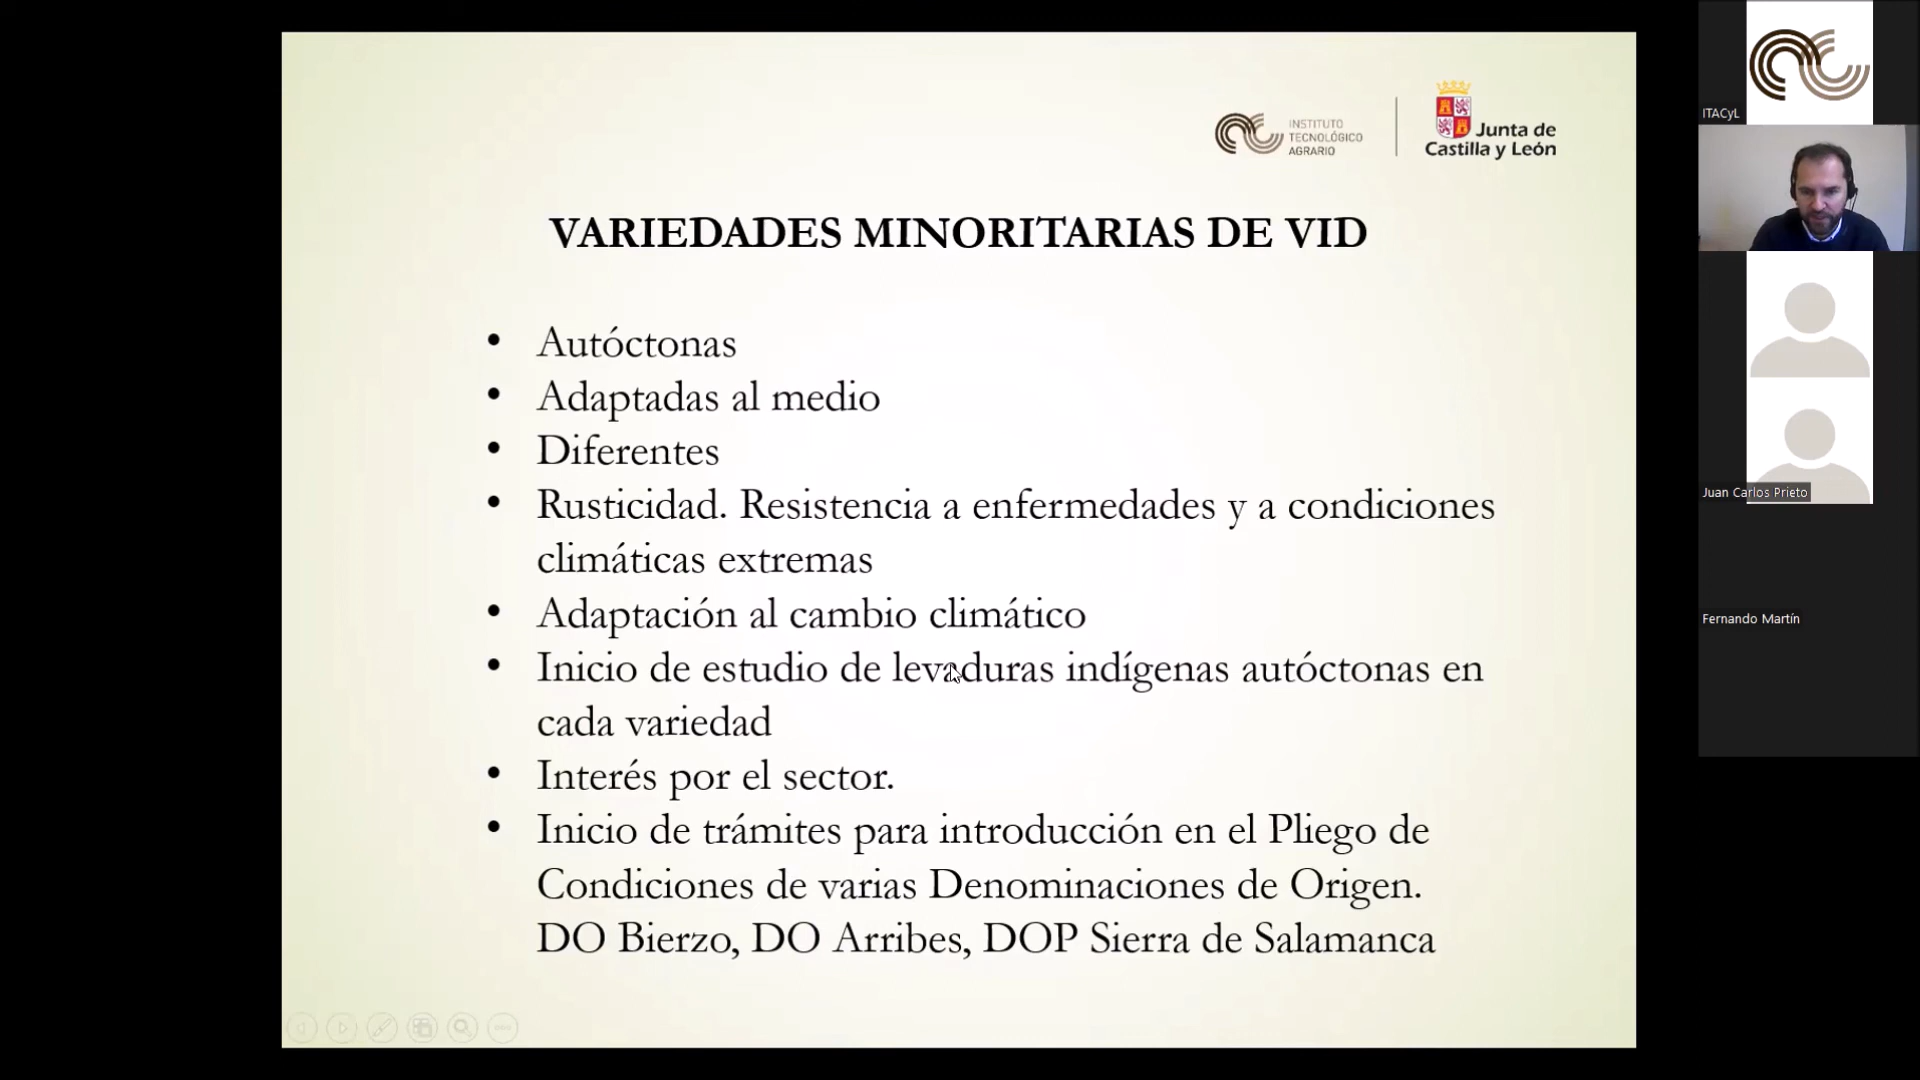 INSTITUTO
TECNOLÓGICO
AGRARIO
Junta de
Castilla y León
VARIEDADES MINORITARIAS DE VID
• Autóctonas
• Adaptadas al medio
• Diferentes
• Rusticidad. Resistencia a enfermedades y a condiciones
climáticas extremas
• Adaptación al cambio climático
• Inicio de estudio de levaduras indígenas autóctonas en
cada variedad
• Interés por el sector.
• Inicio de trámites para introducción en el Pliego de
Condiciones de varias Denominaciones de Origen.
DO Bierzo, DO Arribes, DOP Sierra de Salamanca
ITACyL
Juan Carlos Prieto
Fernando Martín